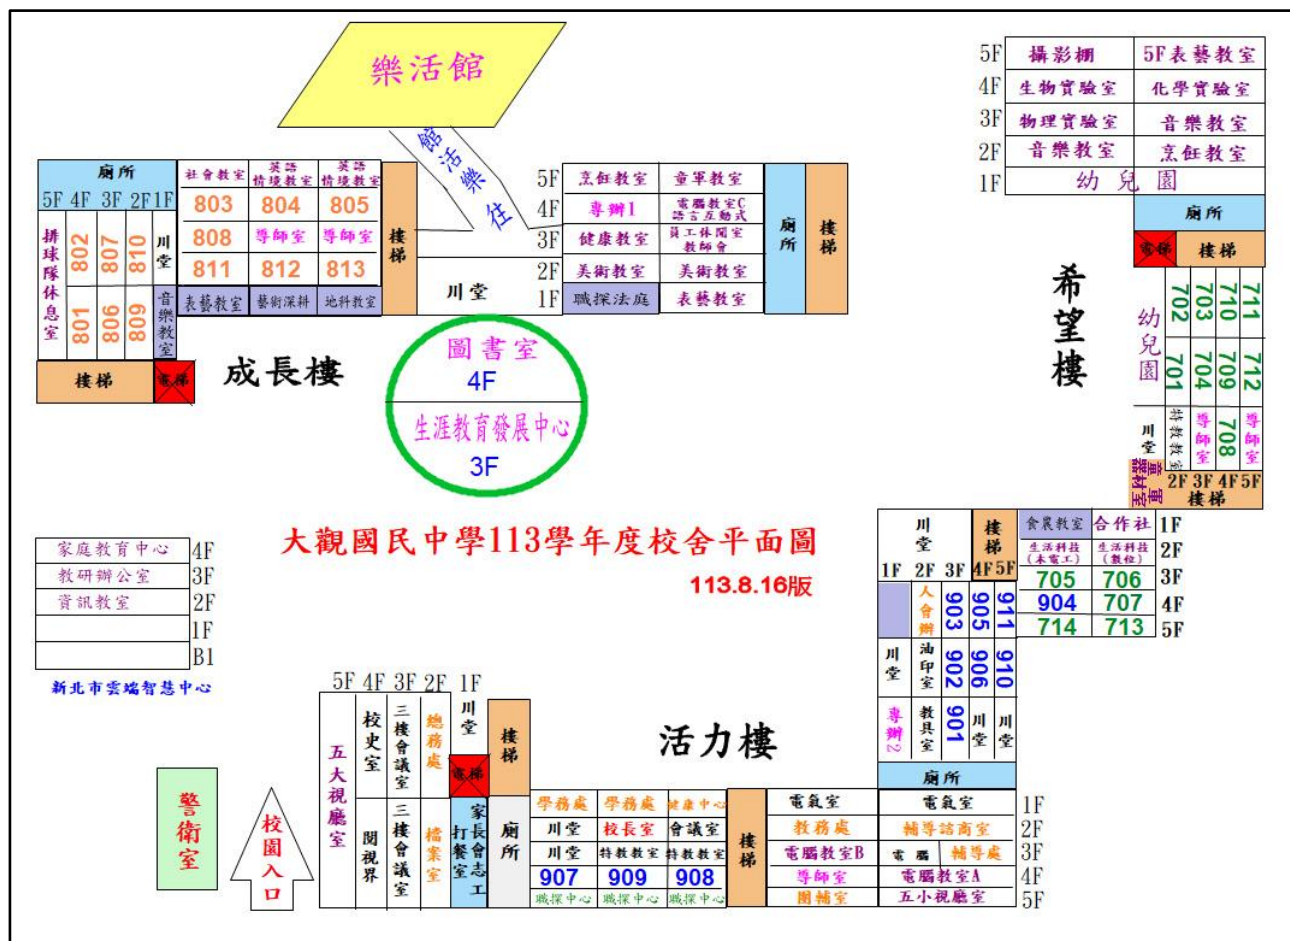 樂活館
往樂活館
廁所
5F 4F 3F 2F 1F
排球隊休息室
802 807 810 川堂
801 806 809 音樂教室
樓梯 電梯
社會教室 英語情境教室 英語情境教室
803 804 805
808 導師室 導師室
811 812 813
表藝教室 藝術深耕 地科教室
樓梯
川堂
成長樓
5F 烹飪教室 童軍教室
4F 專辦1 電腦教室C 語言互動式
3F 健康教室 員工休閒室 教師會
2F 美術教室 美術教室
1F 職探法庭 表藝教室
廁所
樓梯
圖書室
4F
生涯教育發展中心
3F
5F 攝影棚 5F表藝教室
4F 生物實驗室 化學實驗室
3F 物理實驗室 音樂教室
2F 音樂教室 烹飪教室
1F 幼兒園
廁所
電梯 樓梯
希望樓
幼兒園 702 703 710 711
701 704 709 712
川堂 特教教室 導師室 708 導師室
童軍器材室 2F 3F 4F 5F
樓梯
大觀國民中學113學年度校舍平面圖
113.8.16版
家庭教育中心 4F
教研辦公室 3F
資訊教室 2F
1F
B1
新北市雲端智慧中心
川堂 樓梯
1F 2F 3F 4F 5F
人會辦 903 905 911
川堂 油印室 902 906 910
專辦2 教具室 901 川堂 川堂
廁所
食農教室 合作社 1F
生活科技(木電工) 生活科技(數位) 2F
705 706 3F
904 707 4F
714 713 5F
活力樓
5F 4F 3F 2F 1F
五大視廳室 校史室 三樓會議室 總務處 川堂
閱視界 三樓會議室 檔案室 電梯
家長會志工打餐室
樓梯
廁所
學務處 學務處 健康中心
川堂 校長室 會議室
川堂 特教教室 特教教室
907 909 908
職探中心 職探中心 職探中心
樓梯
電氣室 電氣室 1F
教務處 輔導諮商室 2F
電腦教室B 電腦 輔導處 3F
導師室 電腦教室A 4F
團輔室 五小視廳室 5F
警衛室
校園入口